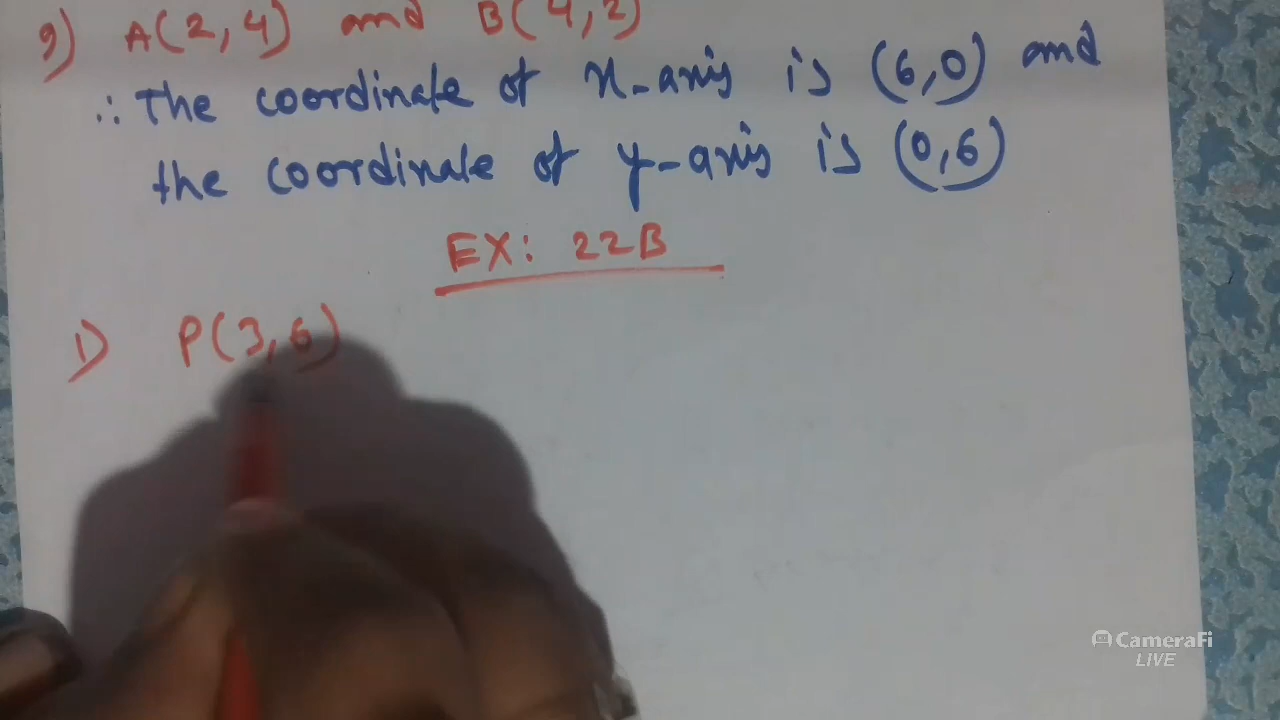 9) A(2,4) and B(4,2)
∴ The coordinate of x-axis is (6,0) and
the coordinate of y-axis is (0,6)
EX: 22B
1) P(3,6)
CameraFi
LIVE